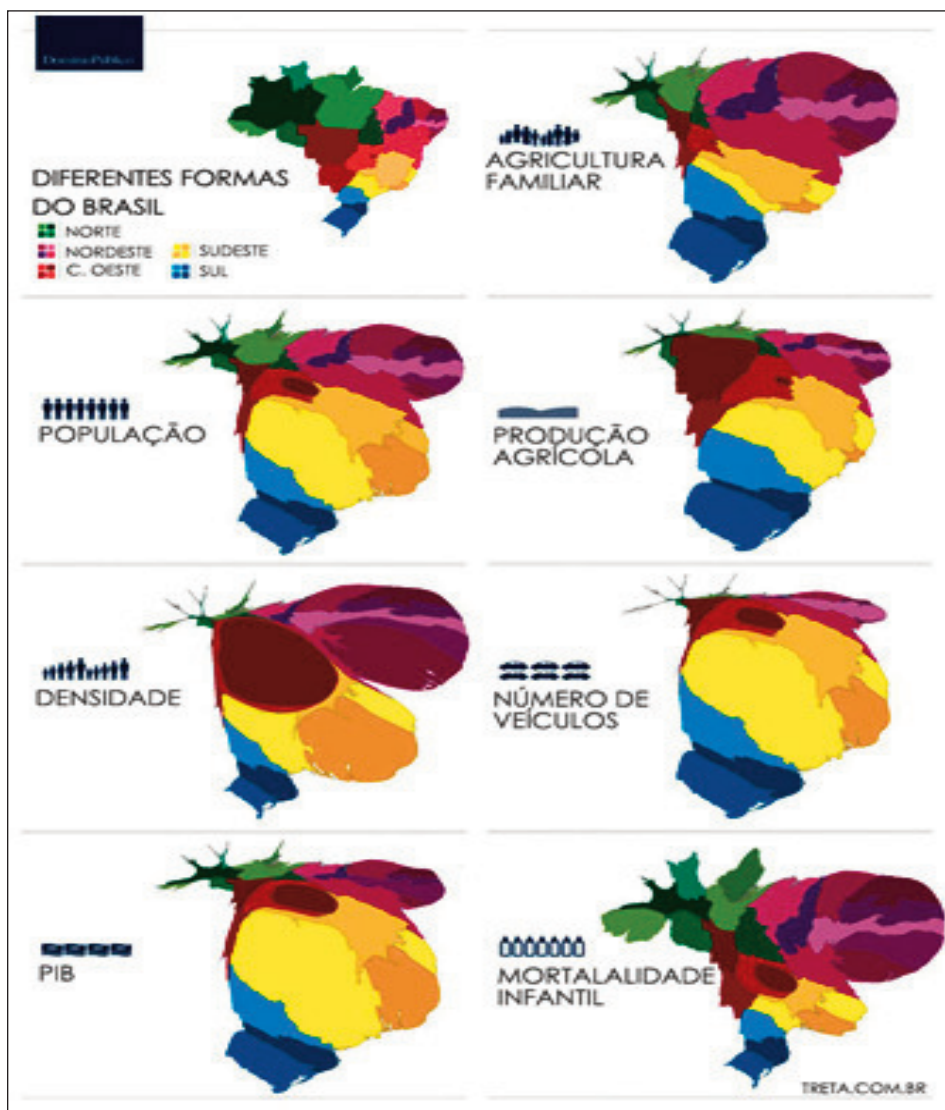 DomínioPúblico
DIFERENTES FORMAS
DO BRASIL
NORTE
NORDESTE
SUDESTE
C. OESTE
SUL
AGRICULTURA
FAMILIAR
POPULAÇÃO
PRODUÇÃO
AGRÍCOLA
DENSIDADE
NÚMERO DE
VEÍCULOS
PIB
MORTALALIDADE
INFANTIL
TRETA.COM.BR